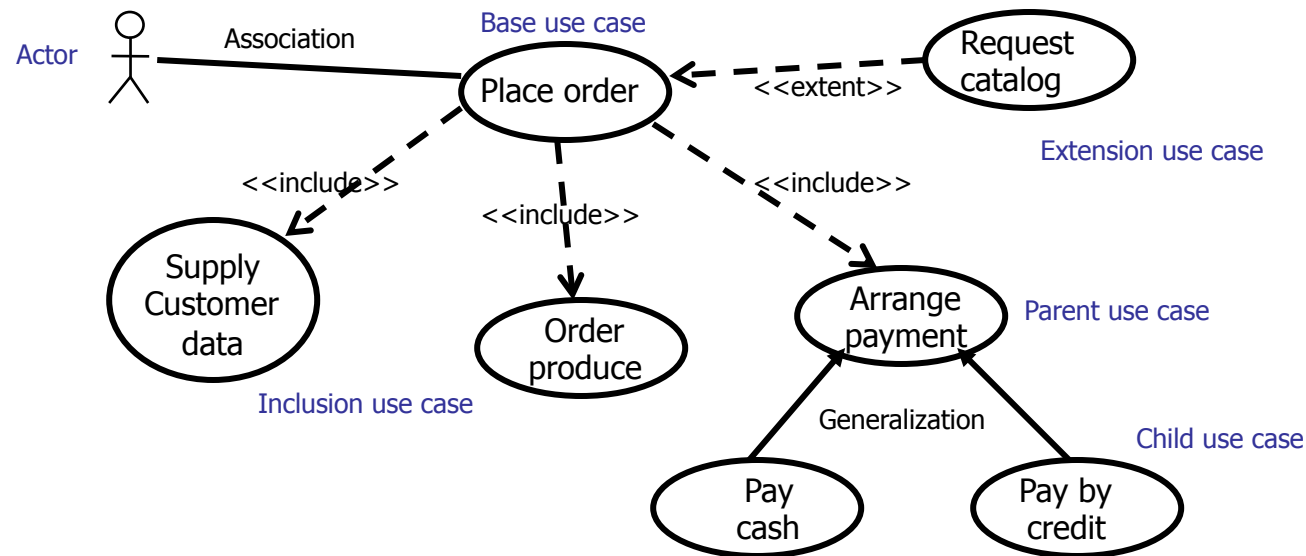 Actor
Association
Base use case
Place order
<<extent>>
Request
catalog
Extension use case
<<include>>
<<include>>
<<include>>
Supply
Customer
data
Inclusion use case
Order
produce
Arrange
payment
Parent use case
Generalization
Child use case
Pay
cash
Pay by
credit